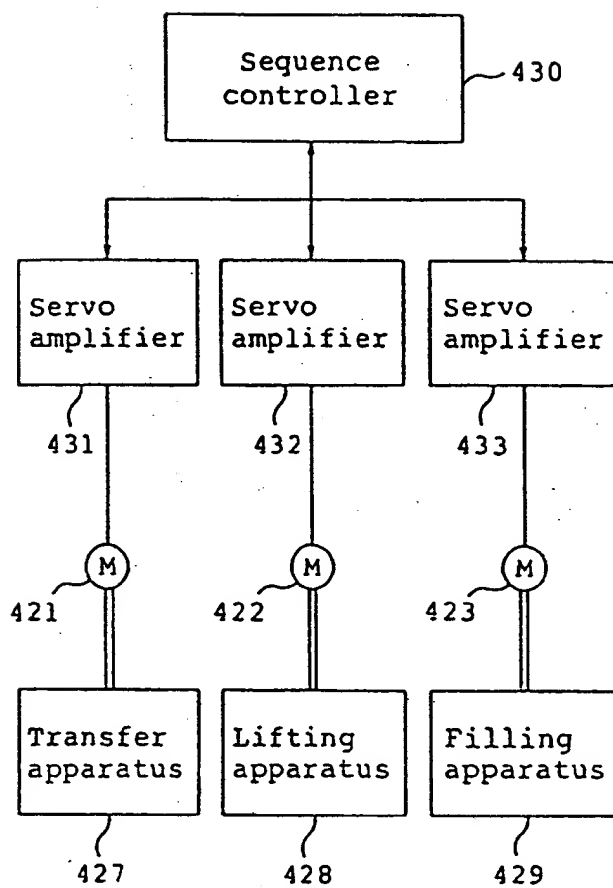 Sequence
controller
430
Servo
amplifier
Servo
amplifier
Servo
amplifier
431
432
433
M
M
M
421
422
423
Transfer
apparatus
Lifting
apparatus
Filling
apparatus
427
428
429